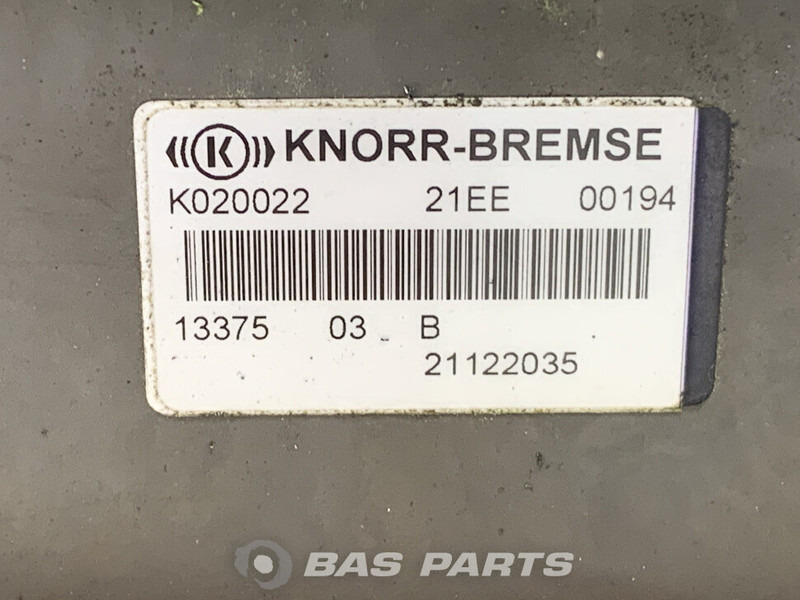 K KNORR-BREMSE
K020022 21EE 00194
13375 03 B
21122035
BAS PARTS